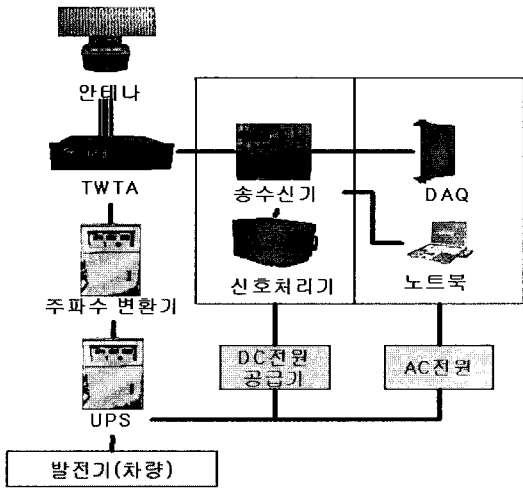 안테나
TWTA
송수신기
DAQ
신호처리기
노트북
주파수 변환기
DC전원
공급기
AC전원
UPS
발전기(차량)